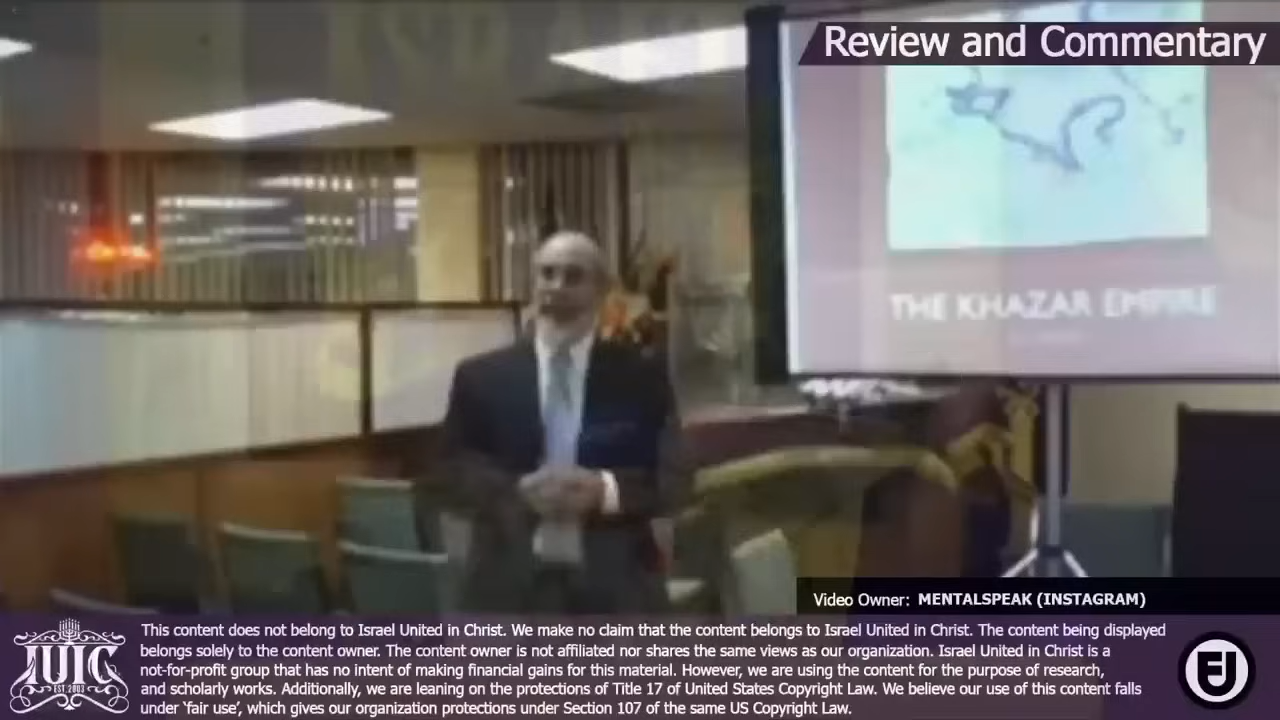 Review and Commentary
THE KHAZAR EMPIRE
Video Owner: MENTALSPEAK (INSTAGRAM)
This content does not belong to Israel United in Christ. We make no claim that the content belongs to Israel United in Christ. The content being displayed
belongs solely to the content owner. The content owner is not affiliated nor shares the same views as our organization. Israel United in Christ is a
not-for-profit group that has no intent of making financial gains for this material. However, we are using the content for the purpose of research,
and scholarly works. Additionally, we are leaning on the protections of Title 17 of United States Copyright Law. We believe our use of this content falls
under 'fair use', which gives our organization protections under Section 107 of the same US Copyright Law.
IUIC
EST. 2003